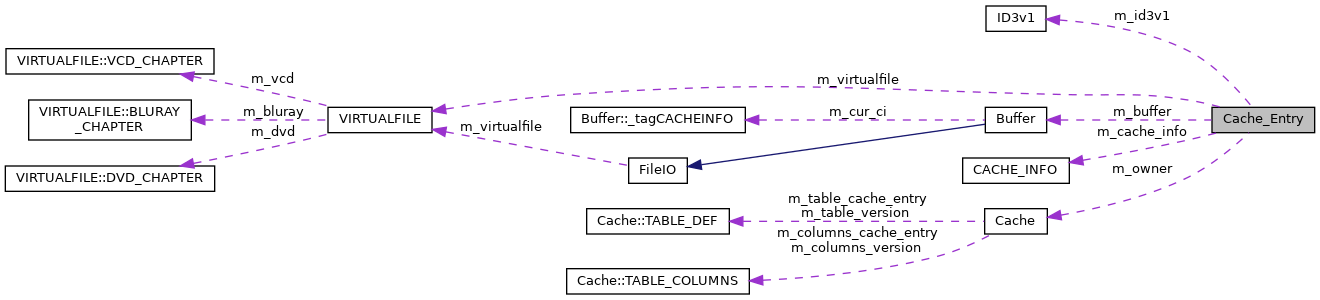 ID3v1
m_id3v1
VIRTUALFILE::VCD_CHAPTER
m_vcd
m_virtualfile
VIRTUALFILE::BLURAY
_CHAPTER
m_bluray
VIRTUALFILE
m_virtualfile
Buffer::_tagCACHEINFO
m_cur_ci
Buffer
m_buffer
Cache_Entry
m_dvd
m_cache_info
VIRTUALFILE::DVD_CHAPTER
FileIO
CACHE_INFO
m_owner
m_table_cache_entry
m_table_version
Cache::TABLE_DEF
Cache
m_columns_cache_entry
m_columns_version
Cache::TABLE_COLUMNS